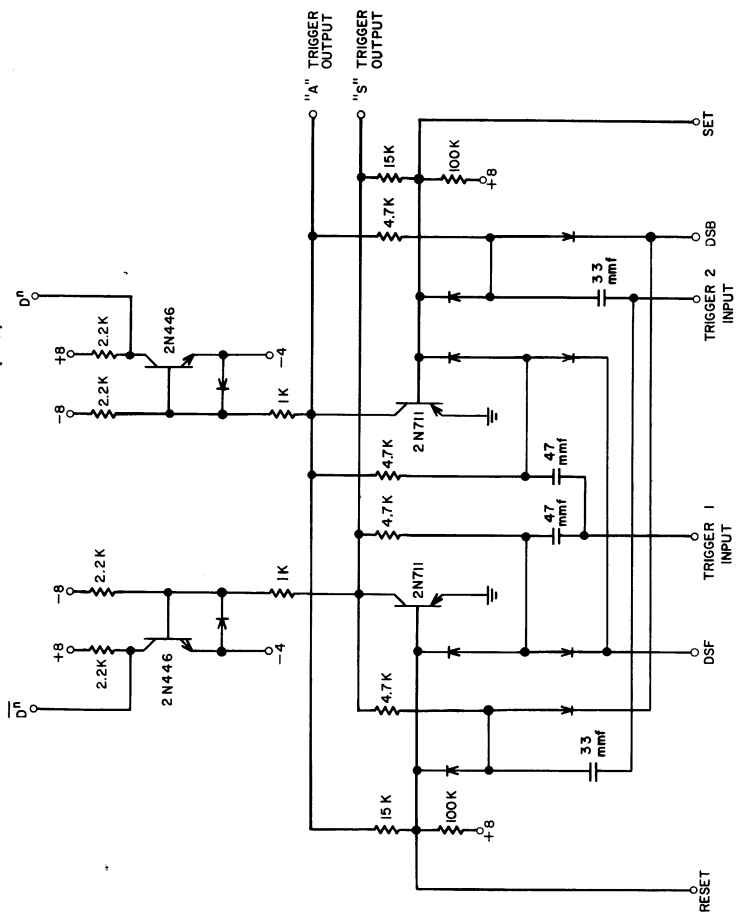 "A" TRIGGER
OUTPUT
"S" TRIGGER
OUTPUT
Dⁿ
+8
2.2K
-8
2.2K
2N446
-4
1K
D̅ⁿ
+8
2.2K
-8
2.2K
2N446
-4
1K
15K
100K
+8
4.7K
33
mmf
2N711
4.7K
47
mmf
4.7K
47
mmf
2N711
4.7K
33
mmf
15K
100K
+8
SET
DSB
TRIGGER 2
INPUT
TRIGGER 1
INPUT
DSF
RESET